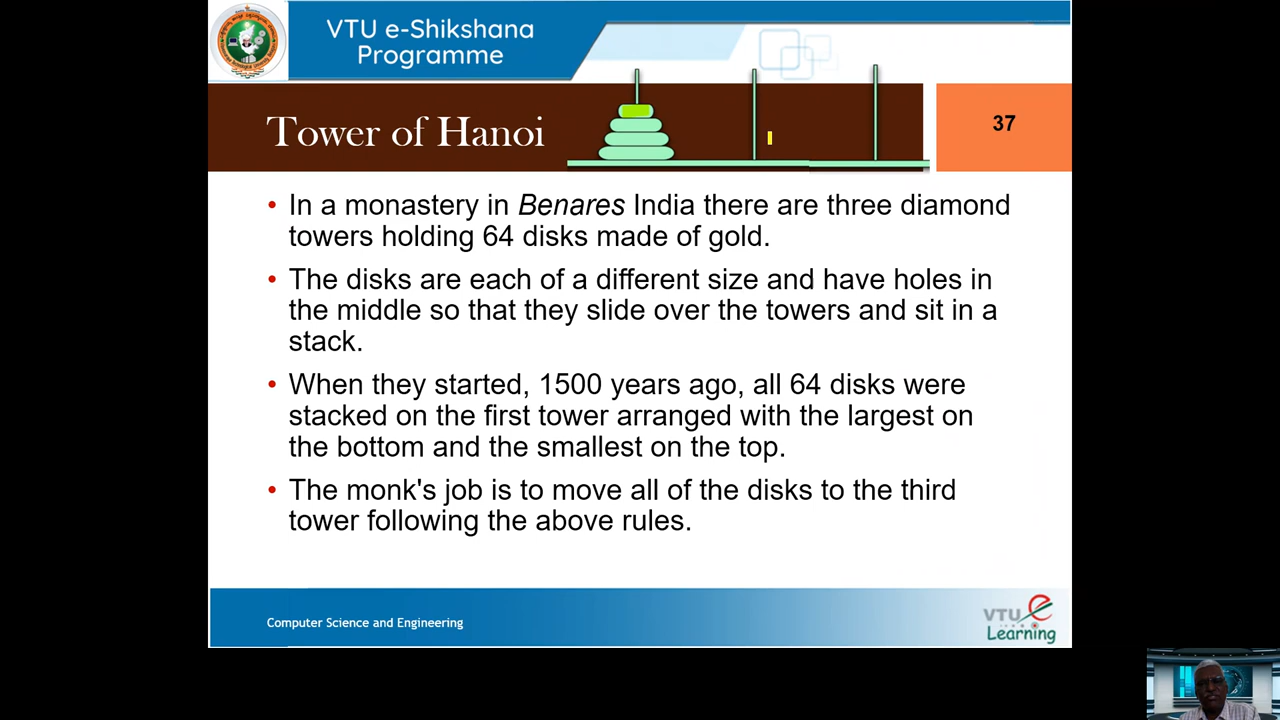 VTU e-Shikshana
Programme
Tower of Hanoi
37
• In a monastery in Benares India there are three diamond
towers holding 64 disks made of gold.
• The disks are each of a different size and have holes in
the middle so that they slide over the towers and sit in a
stack.
• When they started, 1500 years ago, all 64 disks were
stacked on the first tower arranged with the largest on
the bottom and the smallest on the top.
• The monk's job is to move all of the disks to the third
tower following the above rules.
Computer Science and Engineering
VTU e
Learning